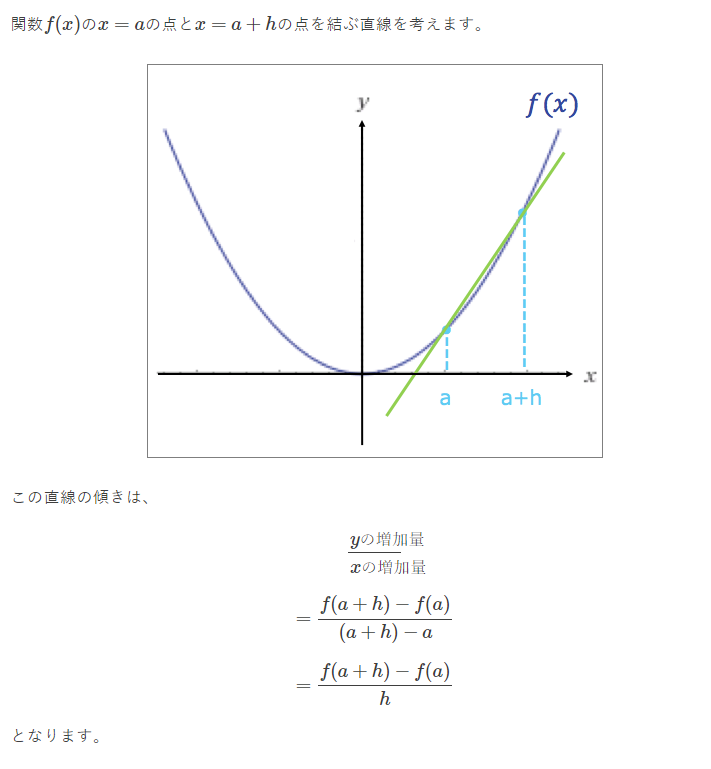 関数f(x)のx = aの点とx = a + hの点を結ぶ直線を考えます。
y
f(x)
x
a
a+h
この直線の傾きは、
yの増加量
xの増加量
= f(a + h) − f(a)
(a + h) − a
= f(a + h) − f(a)
h
となります。